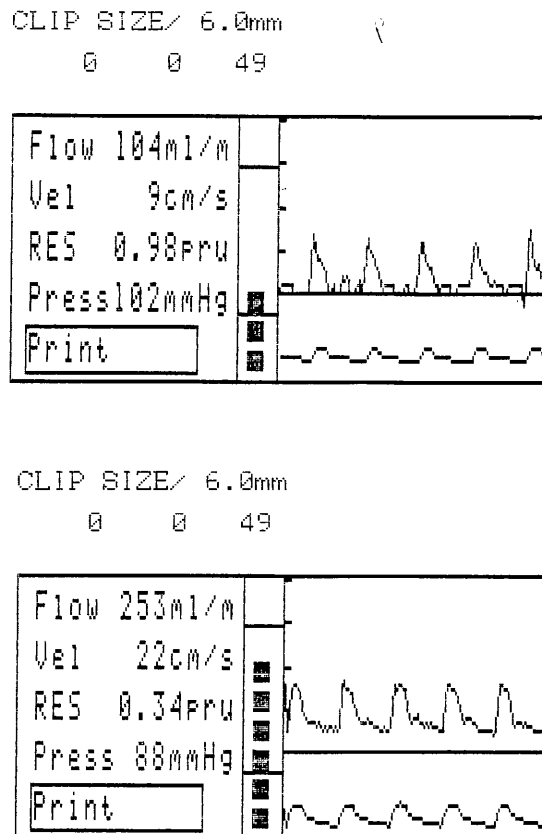 CLIP SIZE/ 6.0mm
0 0 49
Flow 104ml/m
Vel 9cm/s
RES 0.98pru
Press102mmHg
Print
CLIP SIZE/ 6.0mm
0 0 49
Flow 253ml/m
Vel 22cm/s
RES 0.34pru
Press 88mmHg
Print